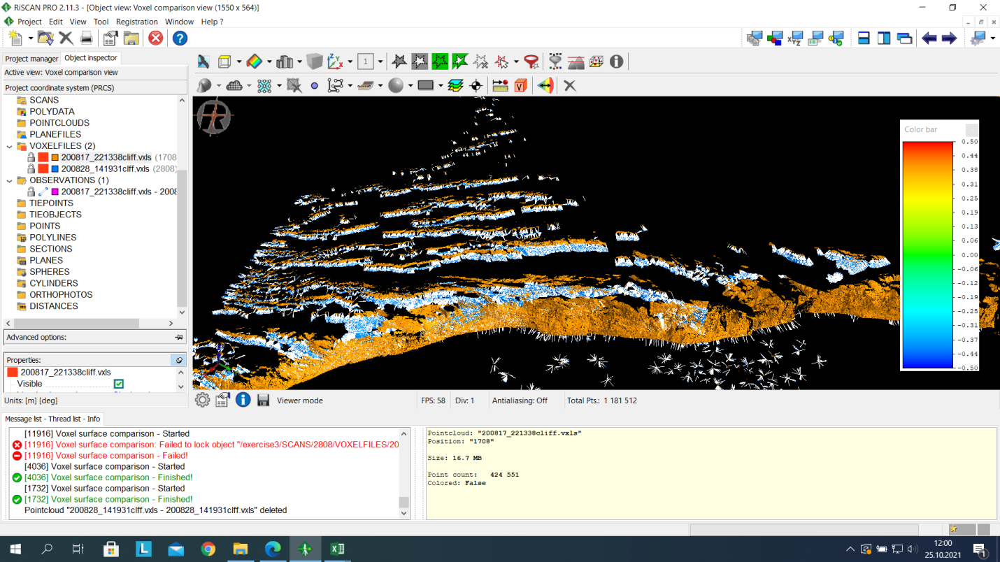 RiSCAN PRO 2.11.3 - [Object view: Voxel comparison view (1550 x 564)]
Project Edit View Tool Registration Window Help ?
Project manager Object inspector
Active view: Voxel comparison view
Project coordinate system (PRCS)
SCANS
POLYDATA
POINTCLOUDS
PLANEFILES
VOXELFILES (2)
200817_221338cliff.vxls (1708
200828_141931clff.vxls (2808)
OBSERVATIONS (1)
200817_221338cliff.vxls - 2008
TIEPOINTS
TIEOBJECTS
POINTS
POLYLINES
SECTIONS
PLANES
SPHERES
CYLINDERS
ORTHOPHOTOS
DISTANCES
Advanced options:
Properties:
200817_221338cliff.vxls
Visible
Units: [m] [deg]
1
XYZ
Z Y X
V
Color bar
0.50
0.44
0.38
0.31
0.25
0.19
0.13
0.06
0.00
-0.06
-0.12
-0.19
-0.25
-0.31
-0.37
-0.44
-0.50
Viewer mode FPS: 58 Div: 1 Antialiasing: Off Total Pts.: 1 181 512
Message list - Thread list - Info
[11916] Voxel surface comparison - Started
[11916] Voxel surface comparison: Failed to lock object "/exercise3/SCANS/2808/VOXELFILES/20
[11916] Voxel surface comparison - Failed!
[4036] Voxel surface comparison - Started
[4036] Voxel surface comparison - Finished!
[1732] Voxel surface comparison - Started
[1732] Voxel surface comparison - Finished!
Pointcloud "200828_141931clff.vxls - 200828_141931clff.vxls" deleted
Pointcloud: "200817_221338cliff.vxls"
Position: "1708"
Size: 16.7 MB
Point count: 424 551
Colored: False
L
12:00
25.10.2021
1